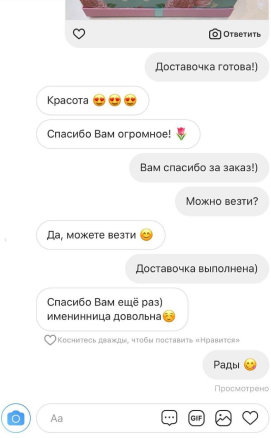 Ответить
Доставочка готова!)
Красота 😍😍😍
Спасибо Вам огромное! 🌷
Вам спасибо за заказ!)
Можно везти?
Да, можете везти 😊
Доставочка выполнена)
Спасибо Вам ещё раз)
именинница довольна☺️
Коснитесь дважды, чтобы поставить «Нравится»
Рады 😋
Просмотрено
Aa
GIF